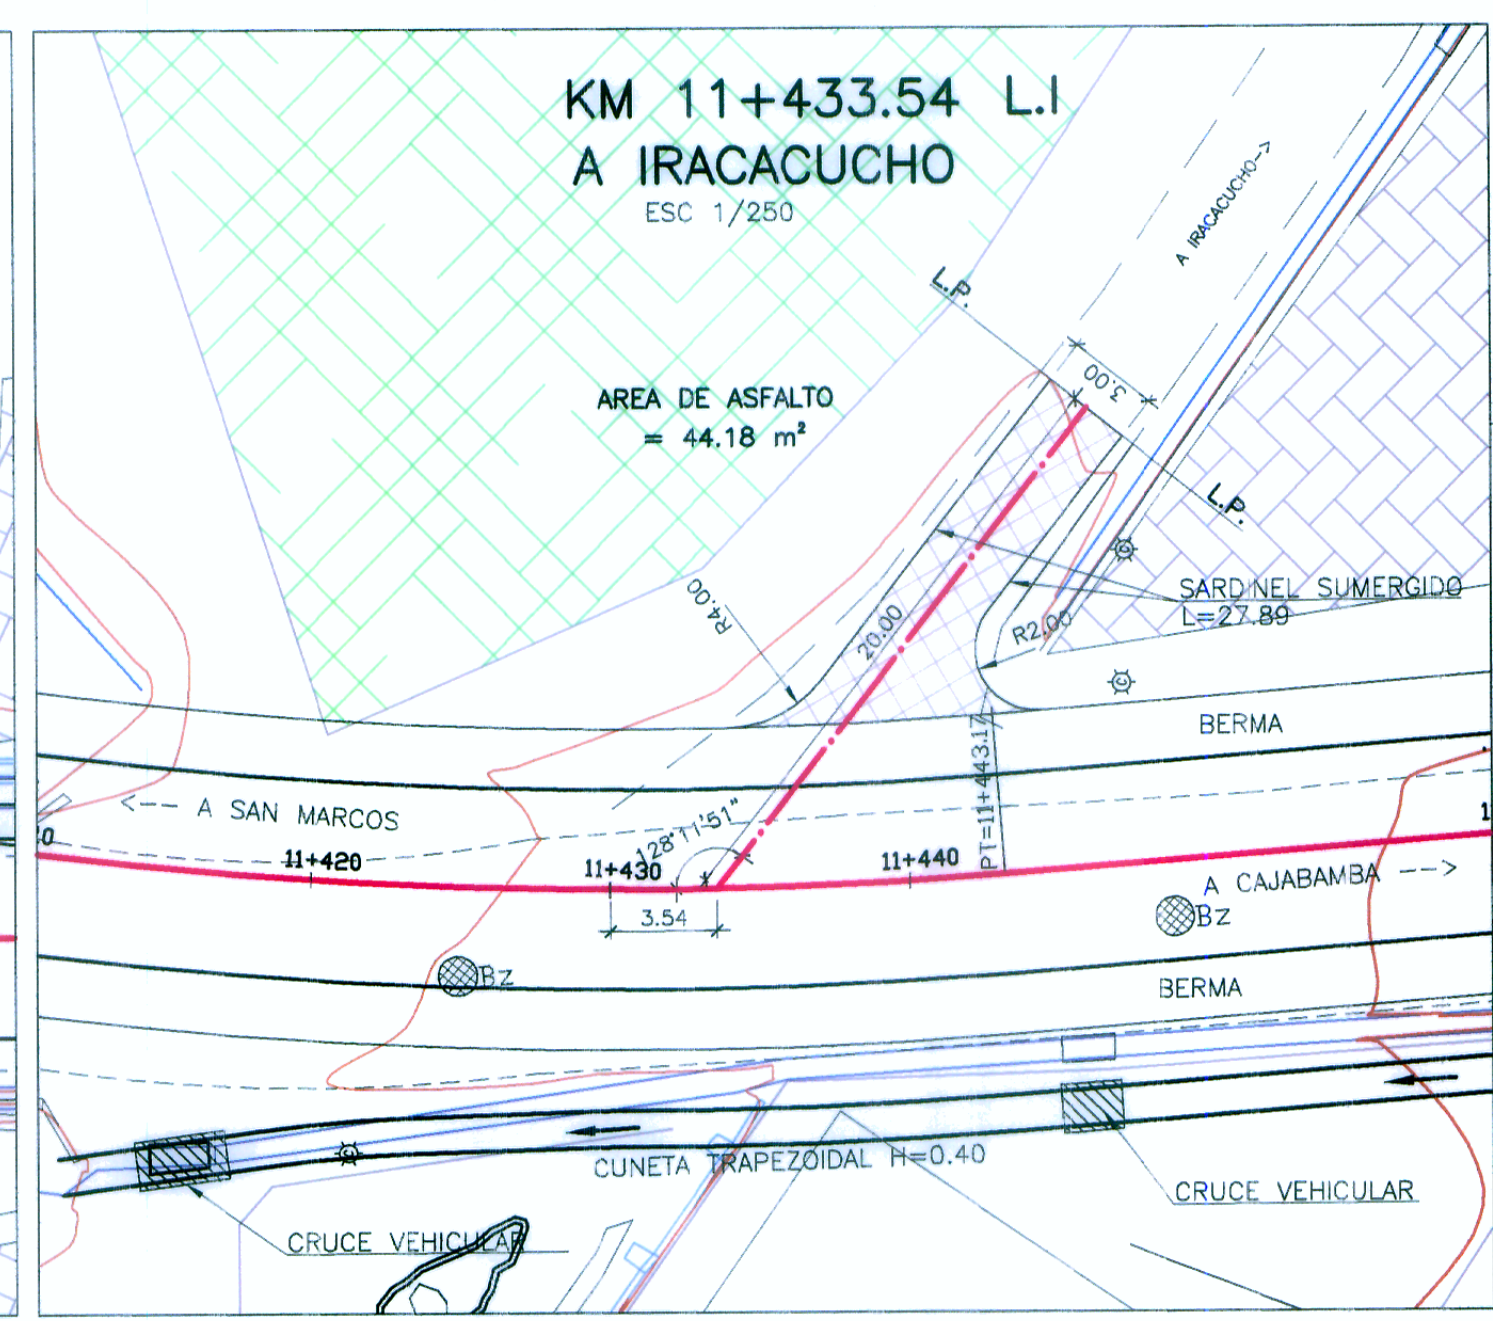 KM 11+433.54 L.I
A IRACACUCHO
ESC 1/250
A IRACACUCHO-->
L.P.
3.00
AREA DE ASFALTO
= 44.18 m²
L.P.
SARDINEL SUMERGIDO
L=27.89
R4.00
20.00
R2.00
BERMA
PT=11+443.17
<--- A SAN MARCOS
128°11'51"
11+420
11+430
11+440
A CAJABAMBA -->
3.54
Bz
Bz
BERMA
CUNETA TRAPEZOIDAL H=0.40
CRUCE VEHICULAR
CRUCE VEHICULAR